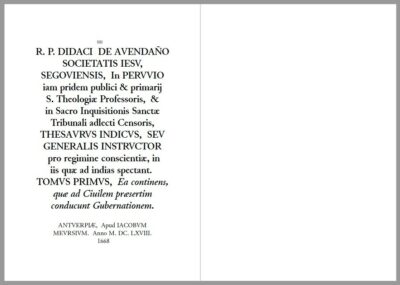 R. P. DIDACI DE AVENDAÑO
SOCIETATIS IESV,
SEGOVIENSIS, In PERVVIO
iam pridem publici & primarij
S. Theologiæ Professoris, &
in Sacro Inquisitionis Sanctæ
Tribunali adlecti Censoris,
THESAVRVS INDICVS, SEV
GENERALIS INSTRVCTOR
pro regimine conscientiæ, in
iis quæ ad indias spectant.
TOMVS PRIMVS, Ea continens,
quæ ad Ciuilem præsertim
conducunt Gubernationem.
ANTVERPIÆ, Apud IACOBVM
MEVRSIVM. Anno M. DC. LXVIII.
1668